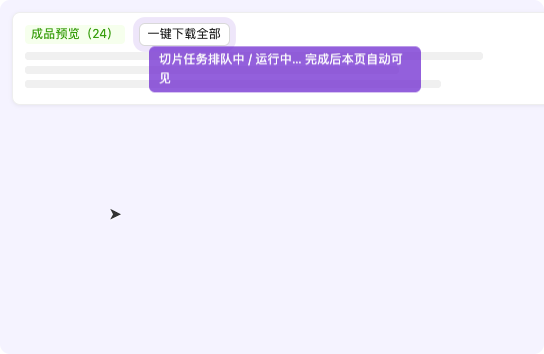 成品预览（24） 一键下载全部
切片任务排队中 / 运行中... 完成后本页自动可
见